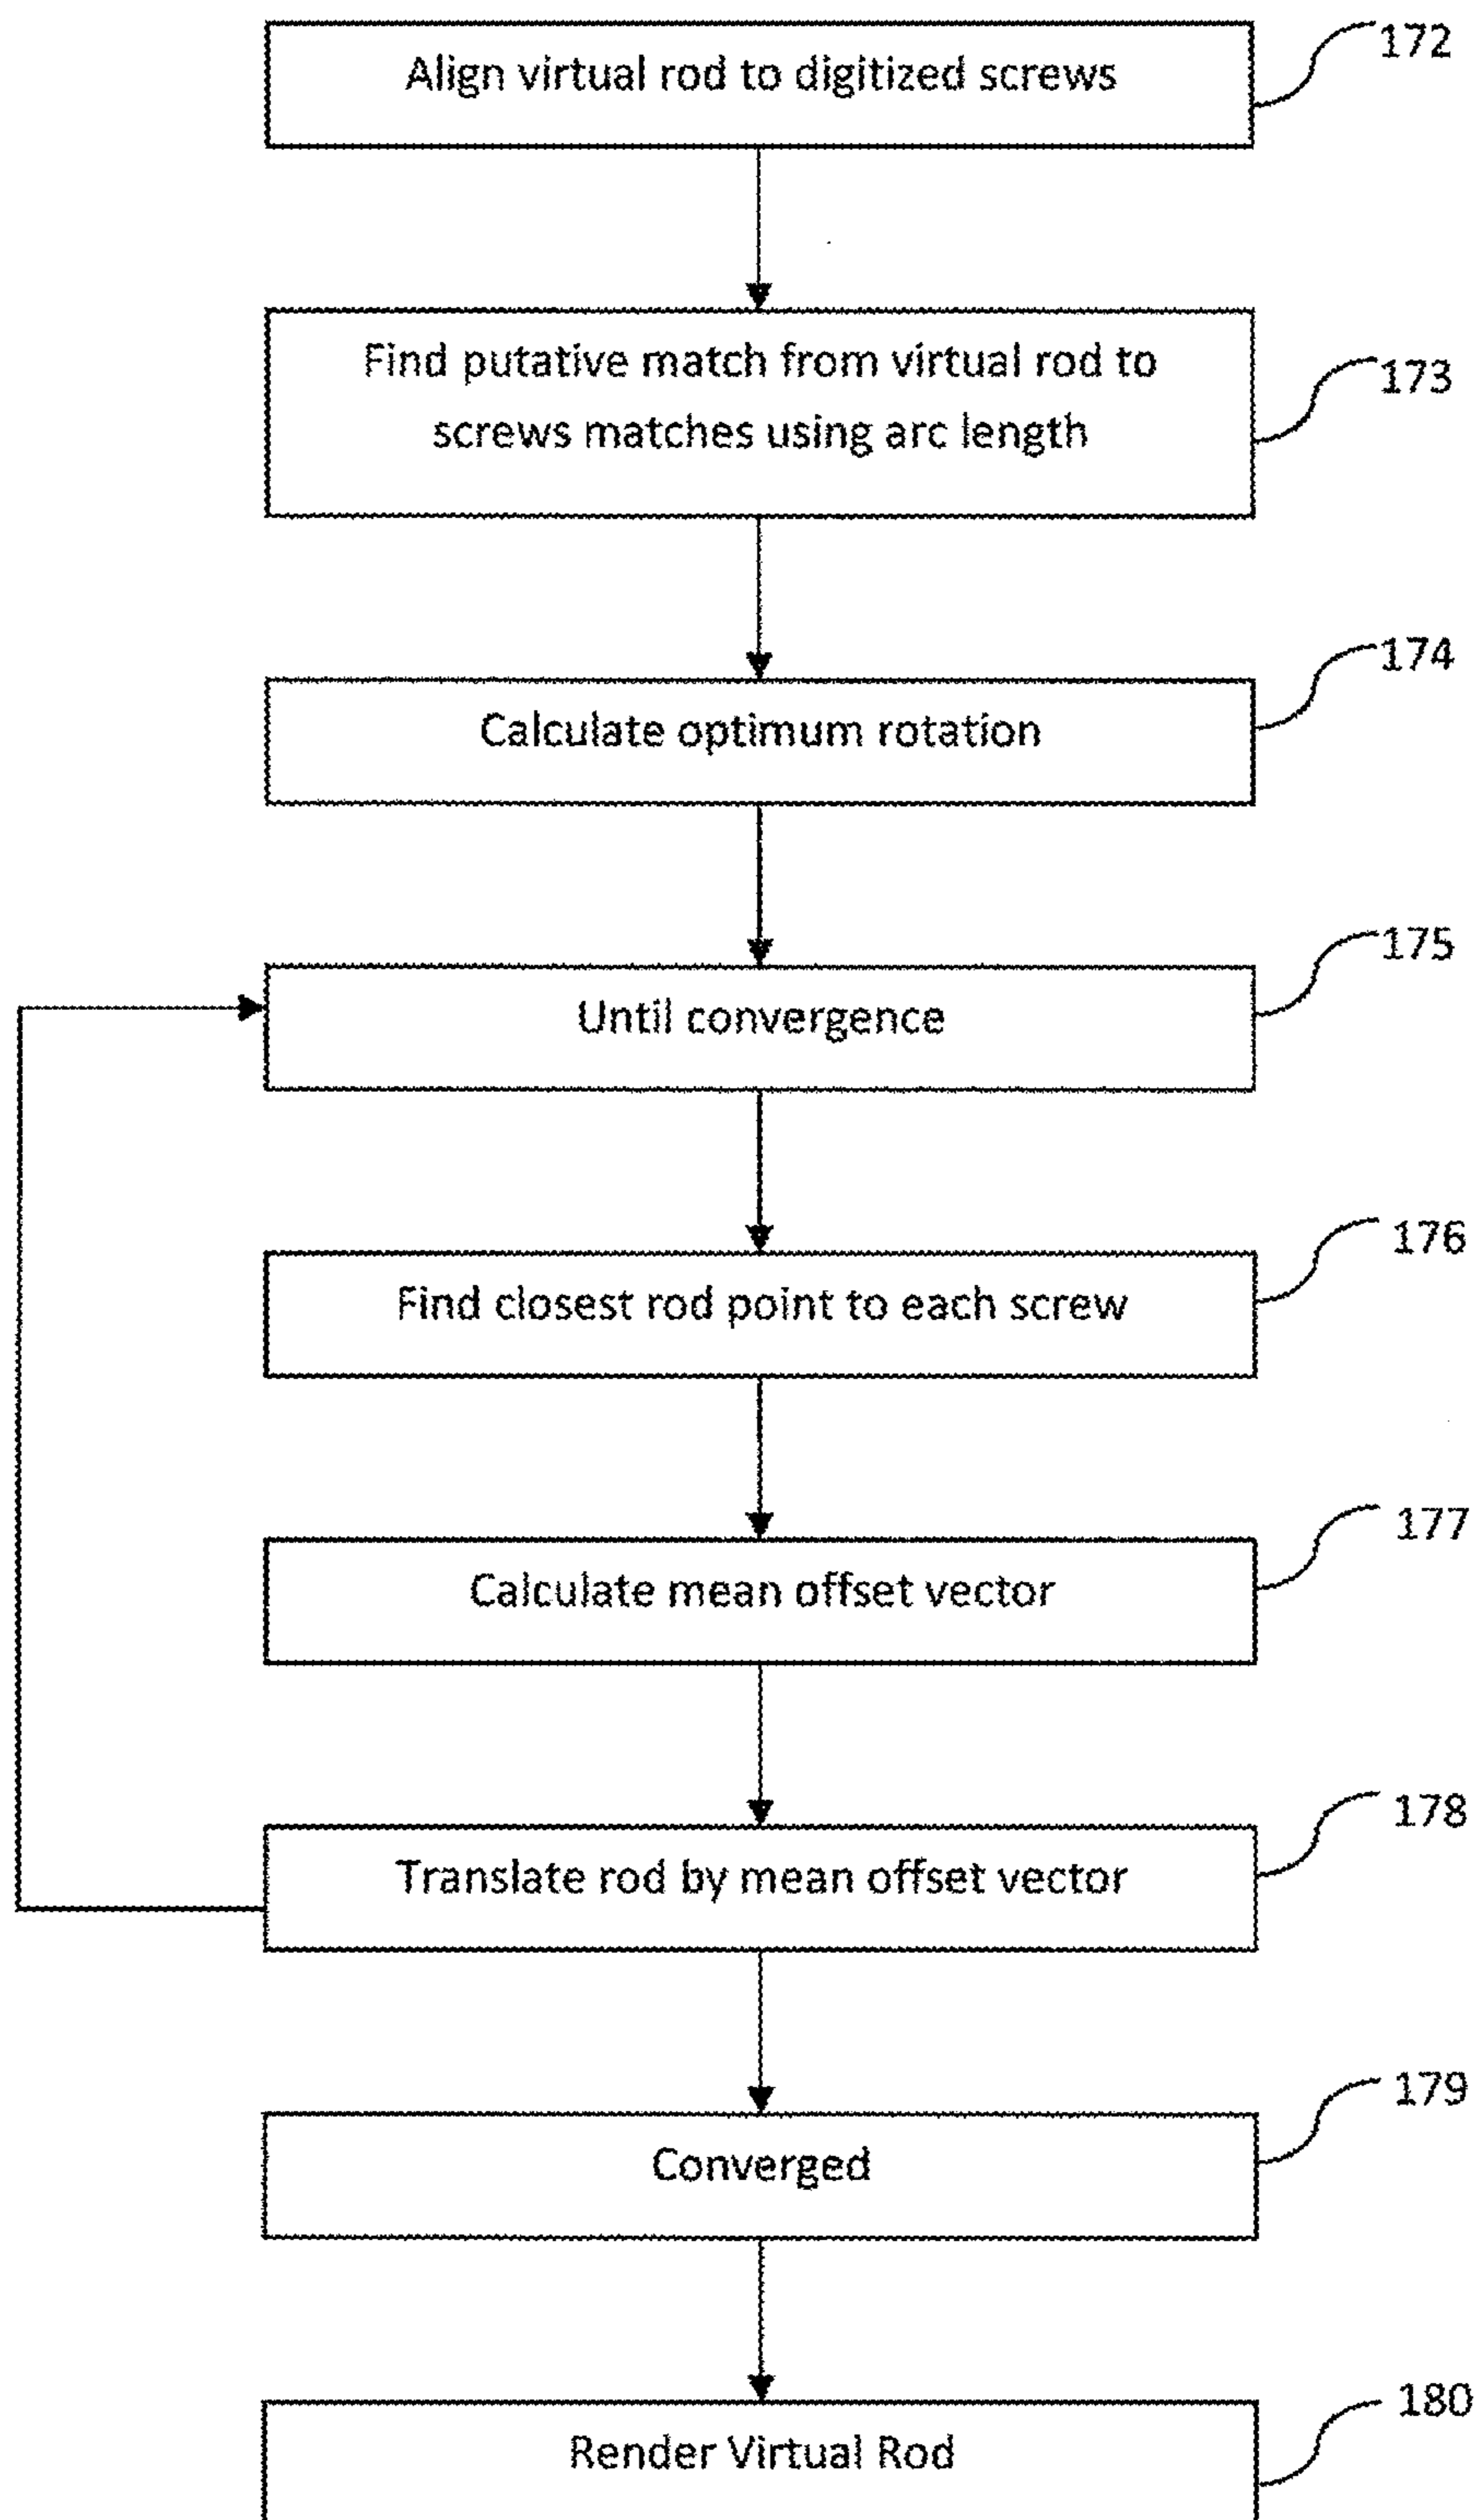 Align virtual rod to digitized screws
172
Find putative match from virtual rod to
screws matches using arc length
173
Calculate optimum rotation
174
Until convergence
175
Find closest rod point to each screw
176
Calculate mean offset vector
177
Translate rod by mean offset vector
178
Converged
179
Render Virtual Rod
180